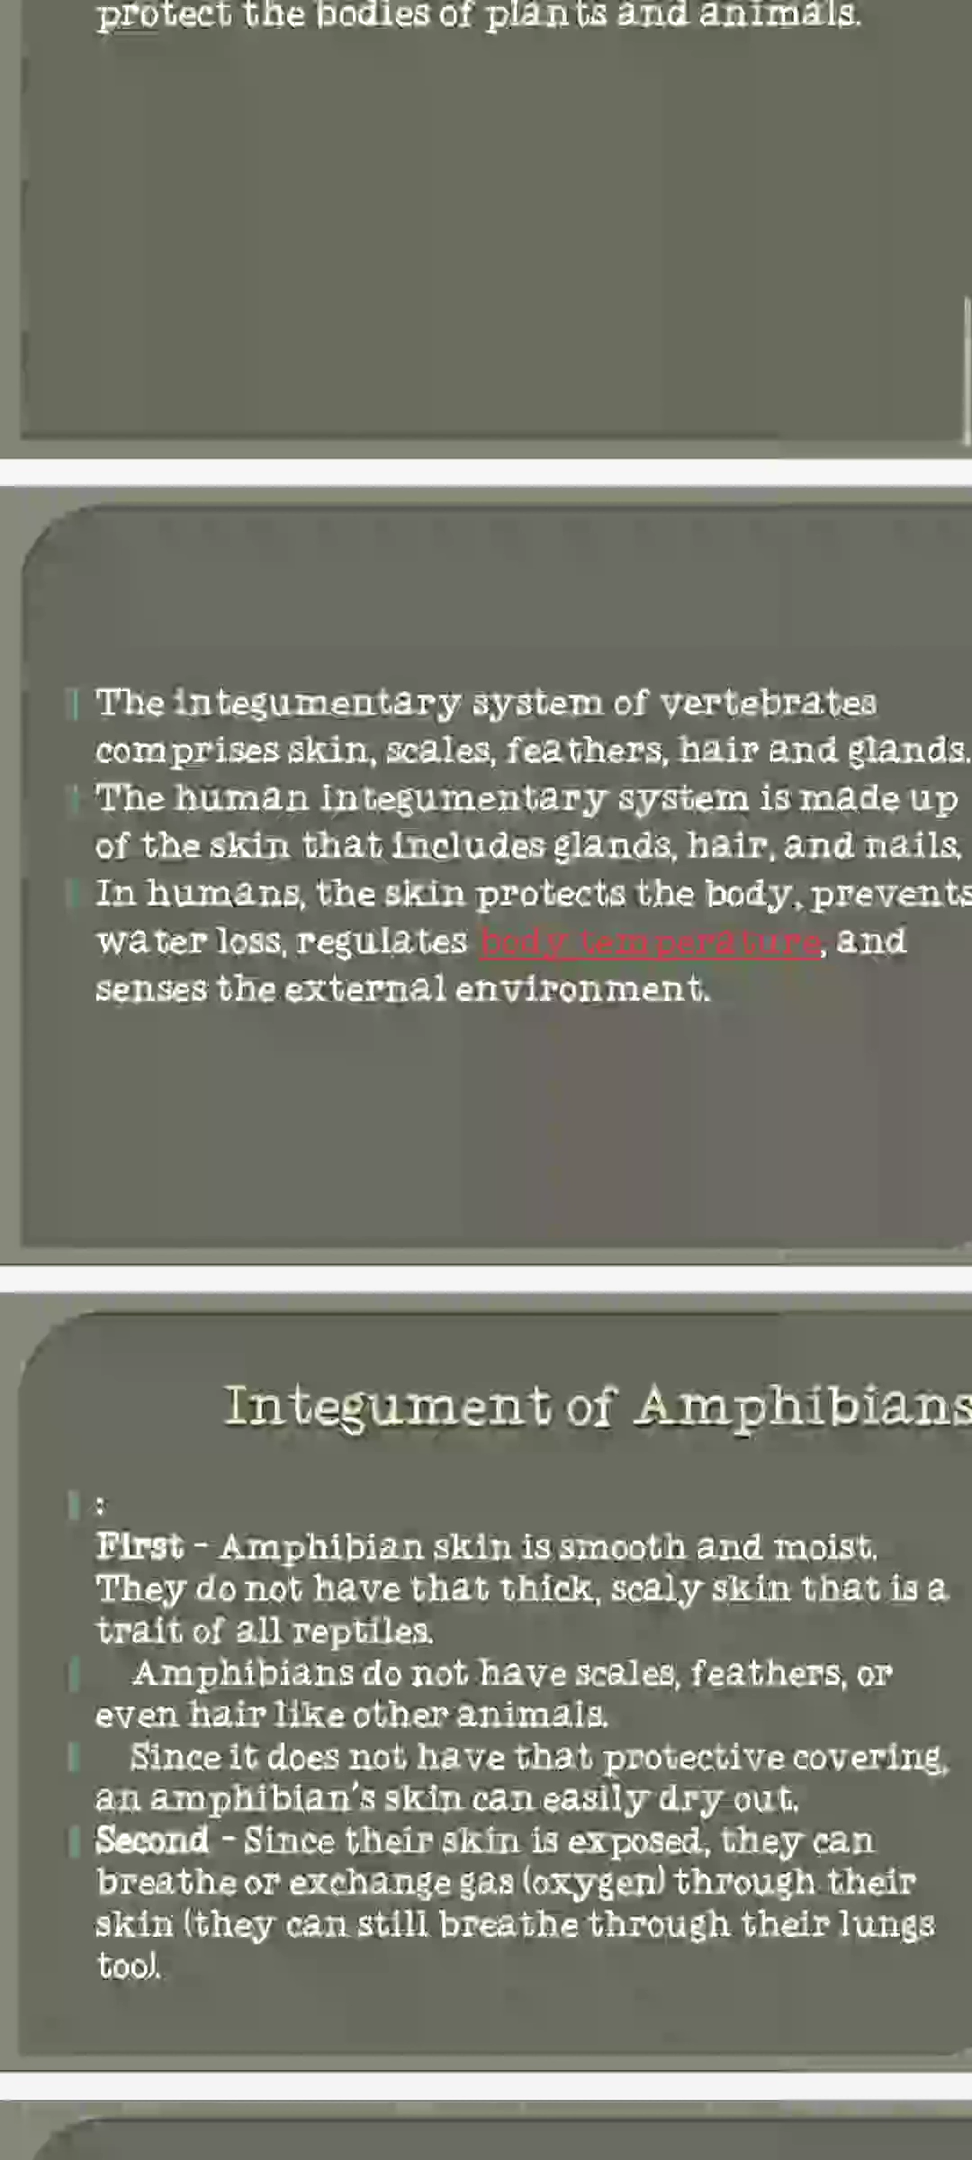 protect the bodies of plants and animals.
The integumentary system of vertebrates
comprises skin, scales, feathers, hair and glands.
The human integumentary system is made up
of the skin that includes glands, hair, and nails,
In humans, the skin protects the body, prevents
water loss, regulates body temperature, and
senses the external environment.
Integument of Amphibians
:
First - Amphibian skin is smooth and moist.
They do not have that thick, scaly skin that is a
trait of all reptiles.
Amphibians do not have scales, feathers, or
even hair like other animals.
Since it does not have that protective covering,
an amphibian's skin can easily dry out.
Second - Since their skin is exposed, they can
breathe or exchange gas (oxygen) through their
skin (they can still breathe through their lungs
too).